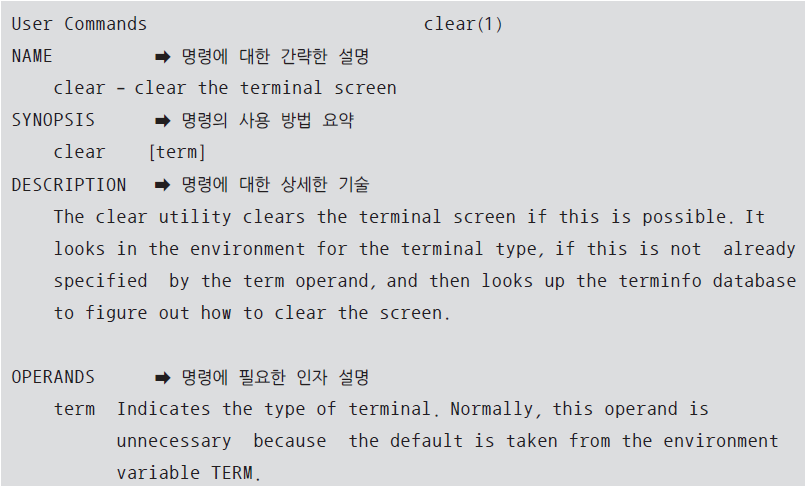 User Commands clear(1)
NAME ➡ 명령에 대한 간략한 설명
clear - clear the terminal screen
SYNOPSIS ➡ 명령의 사용 방법 요약
clear [term]
DESCRIPTION ➡ 명령에 대한 상세한 기술
The clear utility clears the terminal screen if this is possible. It
looks in the environment for the terminal type, if this is not already
specified by the term operand, and then looks up the terminfo database
to figure out how to clear the screen.
OPERANDS ➡ 명령에 필요한 인자 설명
term Indicates the type of terminal. Normally, this operand is
unnecessary because the default is taken from the environment
variable TERM.